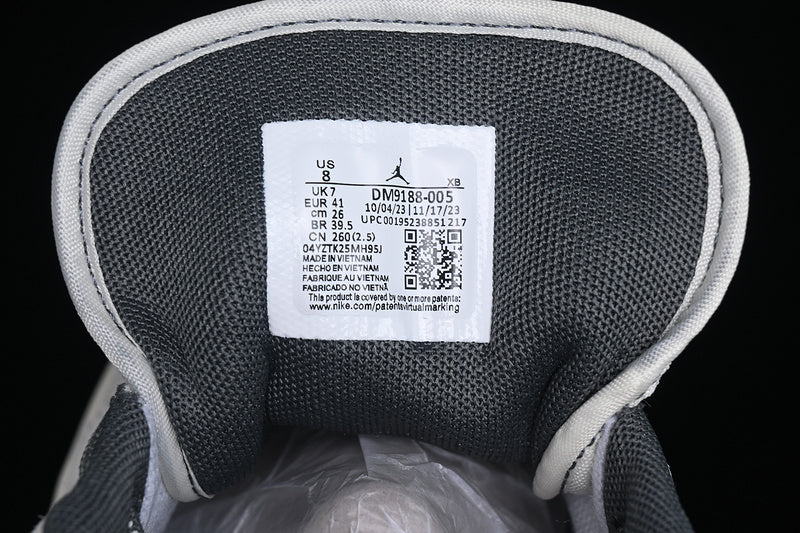 US
8
XB
UK 7
EUR 41
cm 26
BR 39.5
CN 260(2.5)
DM9188-005
10/04/23 | 11/17/23
UPC 00195238851217
04YZTK25MH95J
MADE IN VIETNAM
HECHO EN VIETNAM
FABRIQUE AU VIETNAM
FABRICADO NO VIETNÃ
This product is covered by one or more patents:
www.nike.com/patentsvirtualmarking